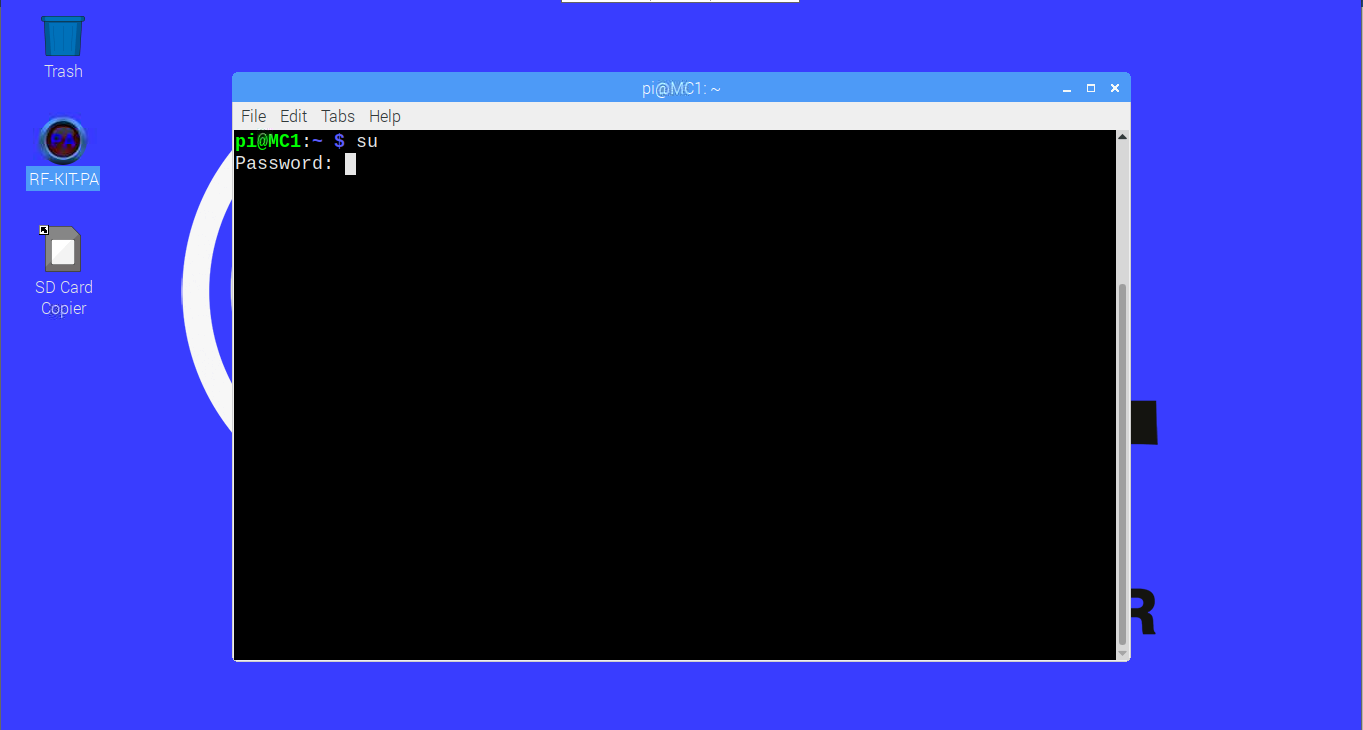 Trash
RF-KIT-PA
SD Card
Copier
pi@MC1: ~
File Edit Tabs Help
pi@MC1:~ $ su
Password:
R